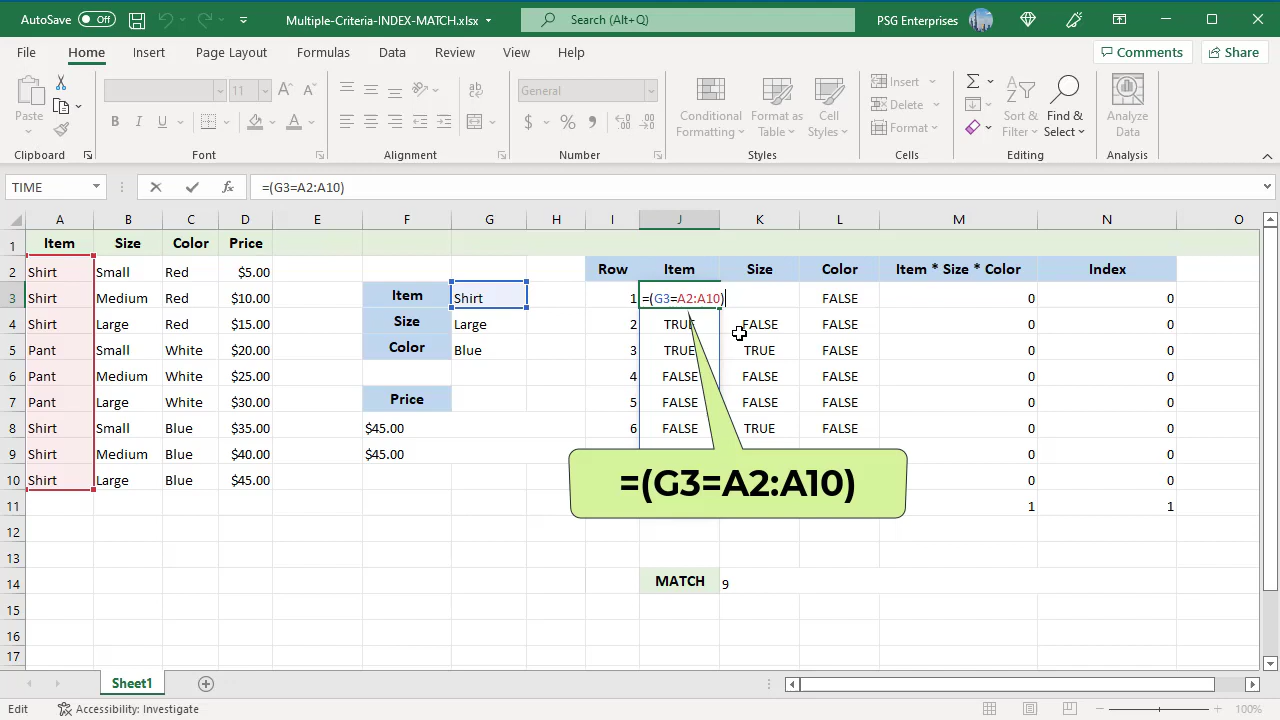 AutoSave Off Multiple-Criteria-INDEX-MATCH.xlsx Search (Alt+Q) PSG Enterprises
File Home Insert Page Layout Formulas Data Review View Help Comments Share
Paste
11
General
Conditional Formatting
Format as Table
Cell Styles
Insert
Delete
Format
Sort & Filter
Find & Select
Analyze Data
Clipboard Font Alignment Number Styles Cells Editing Analysis
TIME =(G3=A2:A10)
A B C D E F G H I J K L M N O
1 Item Size Color Price
2 Shirt Small Red $5.00 Row Item Size Color Item * Size * Color Index
3 Shirt Medium Red $10.00 Item Shirt 1 =(G3=A2:A10) FALSE 0 0
4 Shirt Large Red $15.00 Size Large 2 TRUE FALSE FALSE 0 0
5 Pant Small White $20.00 Color Blue 3 TRUE TRUE FALSE 0 0
6 Pant Medium White $25.00 4 FALSE FALSE FALSE 0 0
7 Pant Large White $30.00 Price 5 FALSE FALSE FALSE 0 0
8 Shirt Small Blue $35.00 $45.00 6 FALSE TRUE FALSE 0 0
9 Shirt Medium Blue $40.00 $45.00 0 0
10 Shirt Large Blue $45.00 0 0
=(G3=A2:A10)
11 1 1
12
13
14 MATCH 9
15
16
17
Sheet1
Edit Accessibility: Investigate 100%